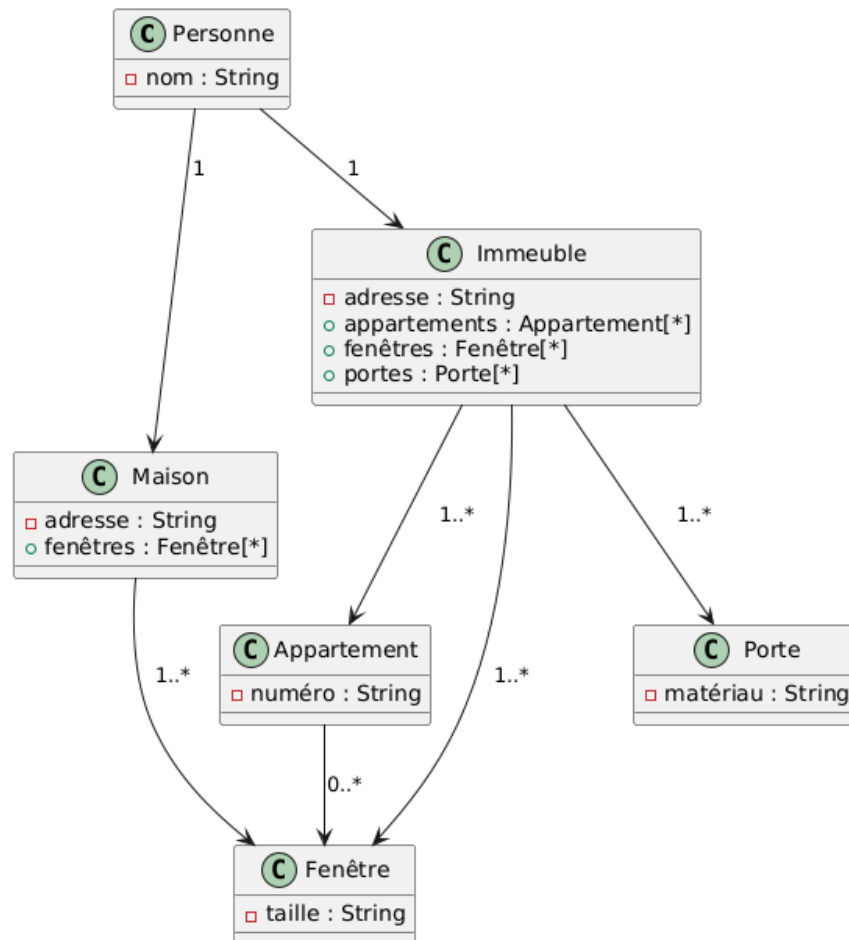 C Personne
nom : String
1
1
C Immeuble
adresse : String
appartements : Appartement[*]
fenêtres : Fenêtre[*]
portes : Porte[*]
C Maison
adresse : String
fenêtres : Fenêtre[*]
1..*
1..*
C Appartement
numéro : String
C Porte
matériau : String
1..*
1..*
0..*
C Fenêtre
taille : String